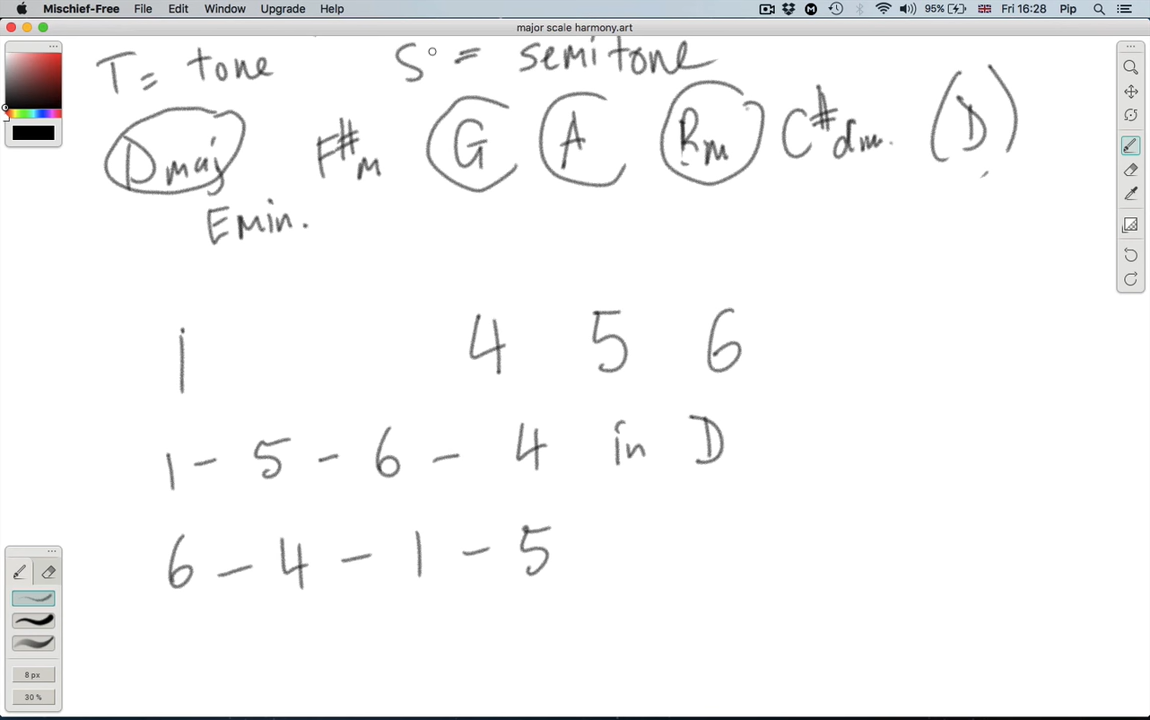 Mischief-Free File Edit Window Upgrade Help 95% Fri 16:28 Pip
major scale harmony.art
T= tone S = semitone
Dmaj F#m G A Bm C#dm. (D)
Emin.
1 4 5 6
1 - 5 - 6 - 4 in D
6 - 4 - 1 - 5
8 px
30 %